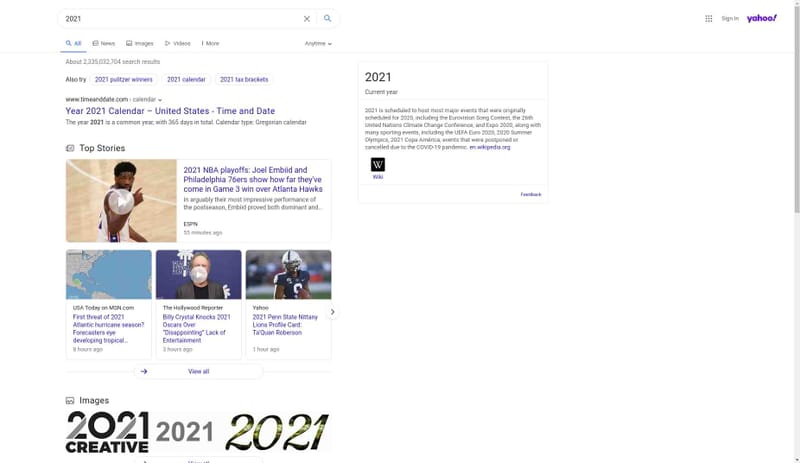 2021
Sign In
yahoo!
All
News
Images
Videos
More
Anytime
About 2,335,032,704 search results
Also try
2021 pulitzer winners
2021 calendar
2021 tax brackets
www.timeanddate.com › calendar
Year 2021 Calendar – United States - Time and Date
The year 2021 is a common year, with 365 days in total. Calendar type: Gregorian calendar
Top Stories
2021 NBA playoffs: Joel Embiid and
Philadelphia 76ers show how far they've
come in Game 3 win over Atlanta Hawks
In arguably their most impressive performance of
the postseason, Embiid proved both dominant and...
ESPN
55 minutes ago
USA Today on MSN.com
First threat of 2021
Atlantic hurricane season?
Forecasters eye
developing tropical...
8 hours ago
The Hollywood Reporter
Billy Crystal Knocks 2021
Oscars Over
"Disappointing" Lack of
Entertainment
3 hours ago
Yahoo
2021 Penn State Nittany
Lions Profile Card:
Ta'Quan Roberson
1 hour ago
View all
Images
2021
CREATIVE
2021
2021
2021
Current year
2021 is scheduled to host most major events that were originally
scheduled for 2020, including the Eurovision Song Contest, the 26th
United Nations Climate Change Conference, and Expo 2020, along with
many sporting events, including the UEFA Euro 2020, 2020 Summer
Olympics, 2021 Copa América, events that were postponed or
cancelled due to the COVID-19 pandemic. en.wikipedia.org
W
Wiki
Feedback